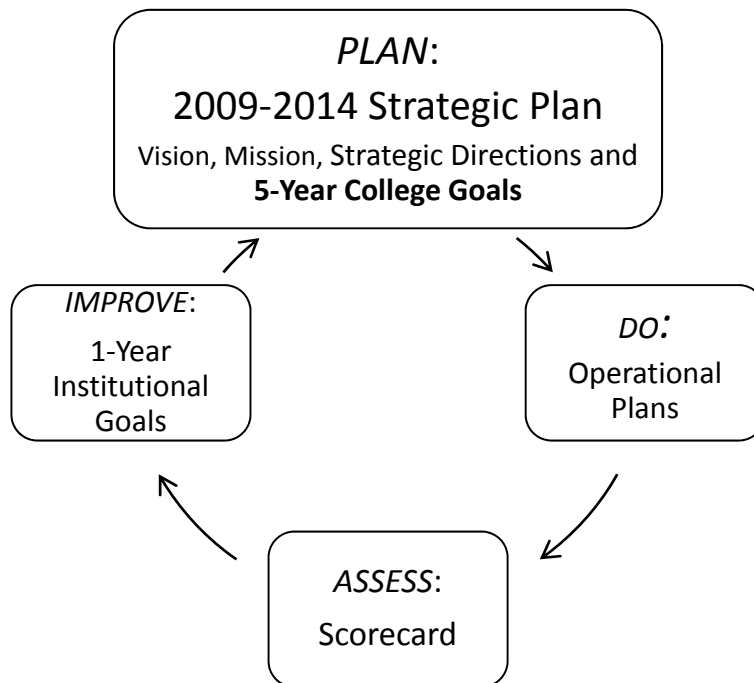 PLAN:
2009-2014 Strategic Plan
Vision, Mission, Strategic Directions and
5-Year College Goals
IMPROVE:
1-Year
Institutional
Goals
DO:
Operational
Plans
ASSESS:
Scorecard